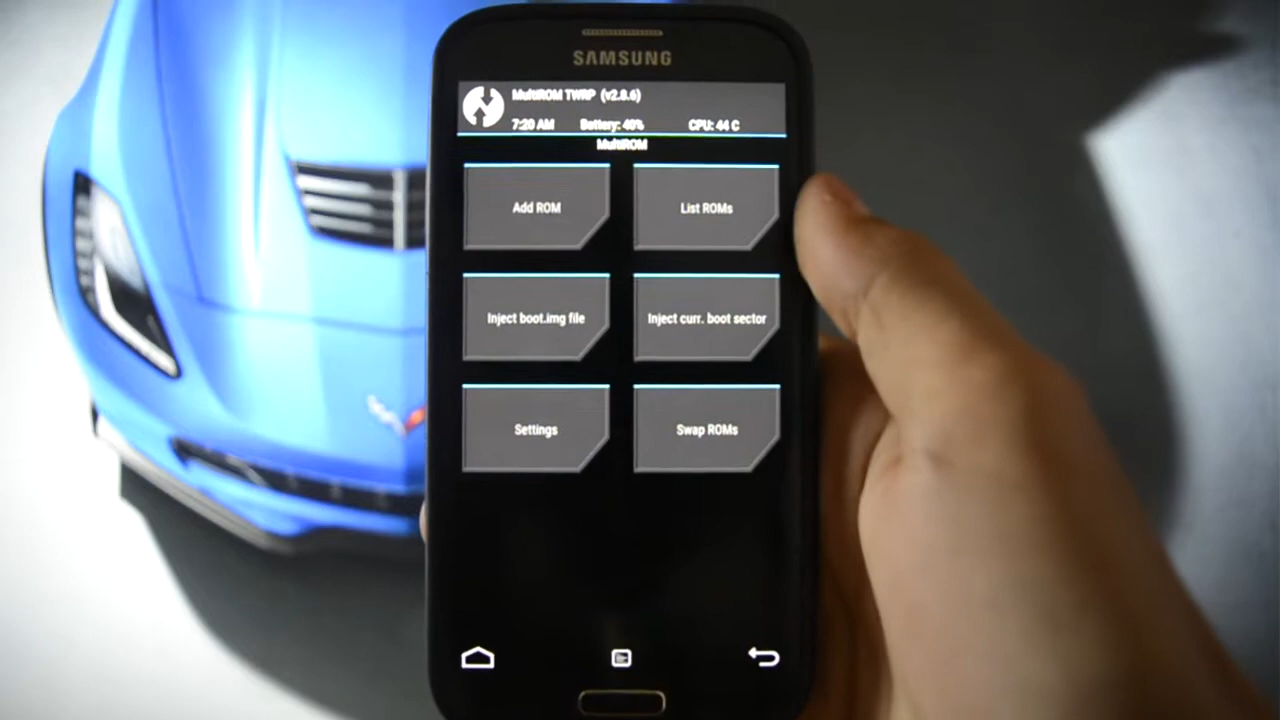 SAMSUNG
MultiROM TWRP (v2.8.6)
7:20 AM Battery: 40% CPU: 44 C
MultiROM
Add ROM
List ROMs
Inject boot.img file
Inject curr. boot sector
Settings
Swap ROMs